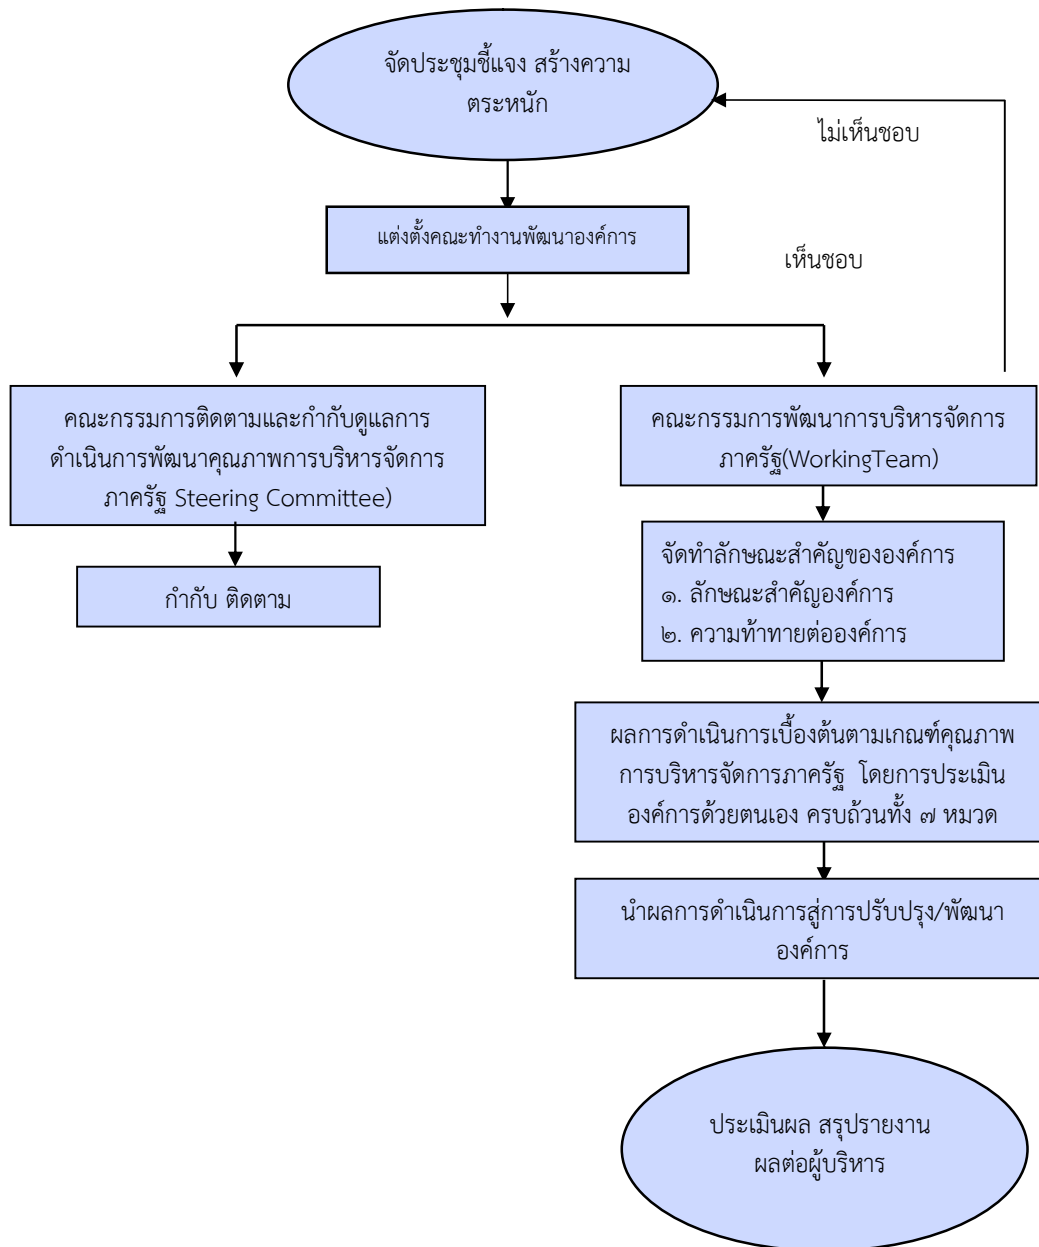 จัดประชุมชี้แจง สร้างความ
ตระหนัก
ไม่เห็นชอบ
แต่งตั้งคณะทำงานพัฒนาองค์การ
เห็นชอบ
คณะกรรมการติดตามและกำกับดูแลการ
ดำเนินการพัฒนาคุณภาพการบริหารจัดการ
ภาครัฐ Steering Committee)
กำกับ ติดตาม
คณะกรรมการพัฒนาการบริหารจัดการ
ภาครัฐ(WorkingTeam)
จัดทำลักษณะสำคัญขององค์การ
๑. ลักษณะสำคัญองค์การ
๒. ความท้าทายต่อองค์การ
ผลการดำเนินการเบื้องต้นตามเกณฑ์คุณภาพ
การบริหารจัดการภาครัฐ โดยการประเมิน
องค์การด้วยตนเอง ครบถ้วนทั้ง ๗ หมวด
นำผลการดำเนินการสู่การปรับปรุง/พัฒนา
องค์การ
ประเมินผล สรุปรายงาน
ผลต่อผู้บริหาร